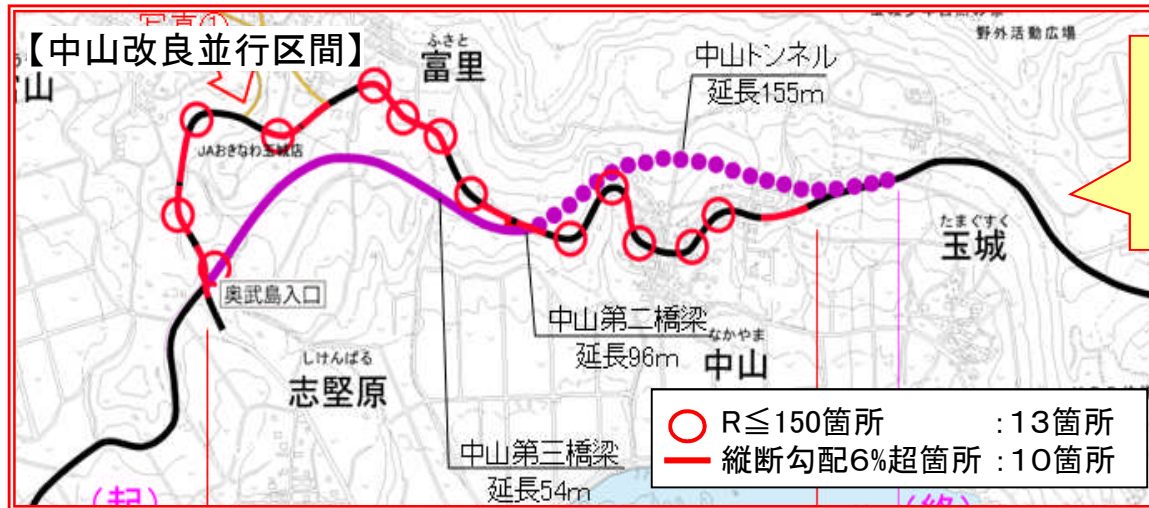 写真①
野外活動広場
【中山改良並行区間】
ふさと
富里
中山トンネル
延長155m
JAおきなわ玉城店
たまぐすく
玉城
奥武島入口
中山第二橋梁
延長96m
なかやま
中山
しけんばる
志堅原
中山第三橋梁
延長54m
R≦150箇所 :13箇所
縦断勾配6%超箇所 :10箇所
(起)
(終)